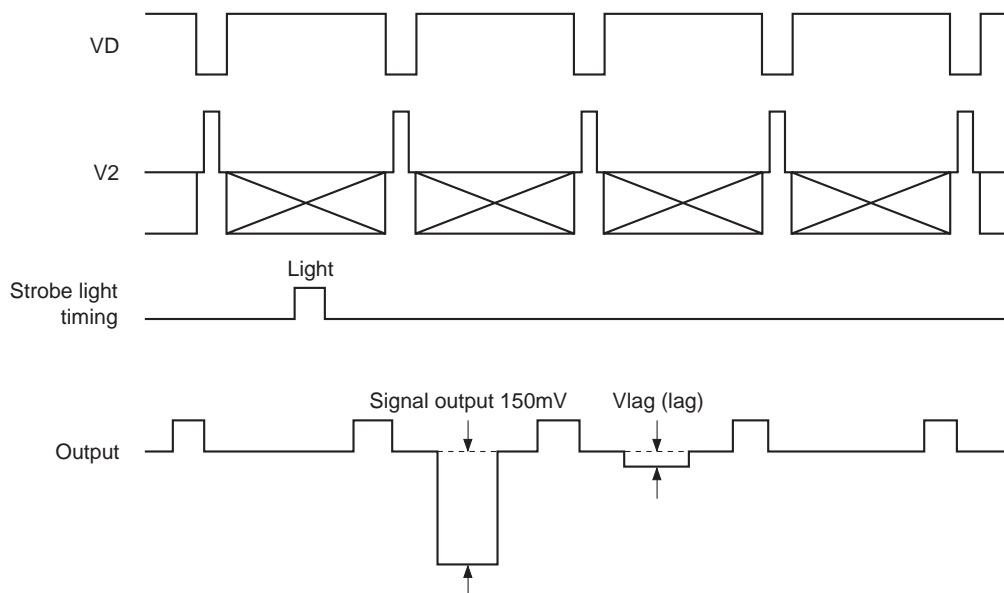 VD
V2
Light
Strobe light
timing
Signal output 150mV
Vlag (lag)
Output